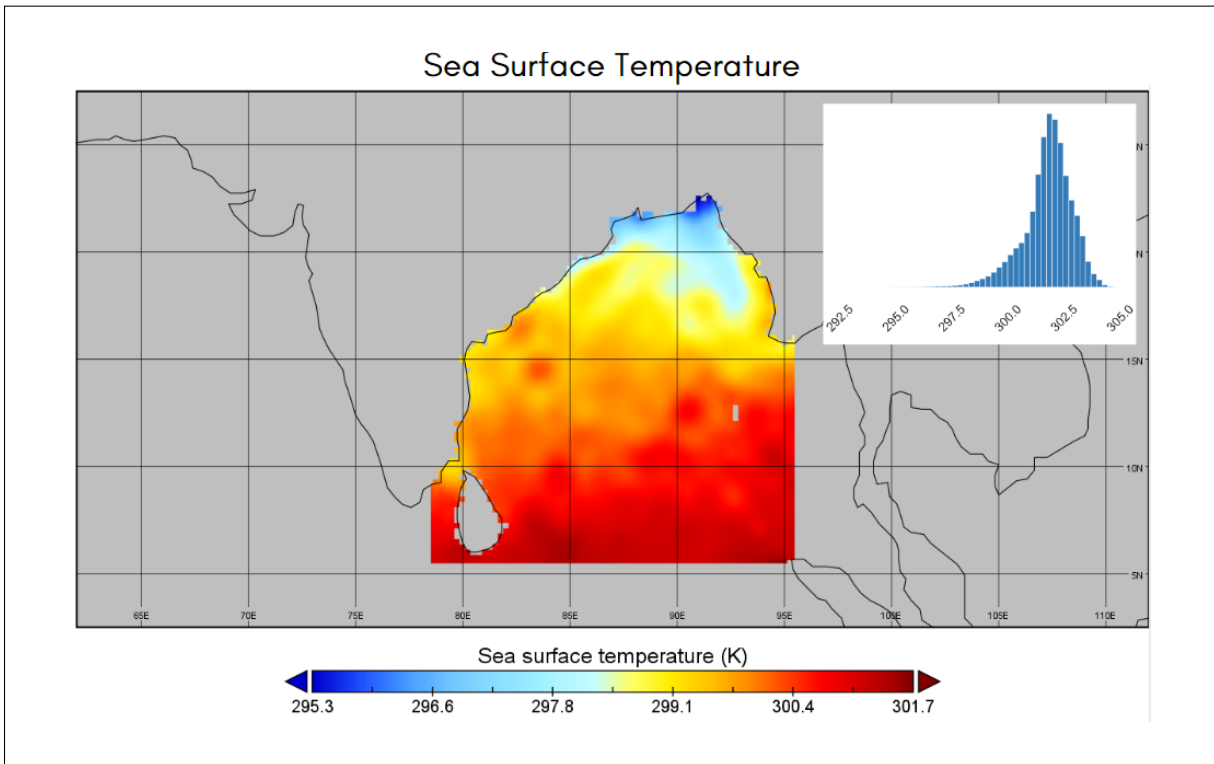 Sea Surface Temperature
N
N
292.5 295.0 297.5 300.0 302.5 305.0
15N
10N
5N
65E 70E 75E 80E 85E 90E 95E 100E 105E 110E
Sea surface temperature (K)
295.3 296.6 297.8 299.1 300.4 301.7